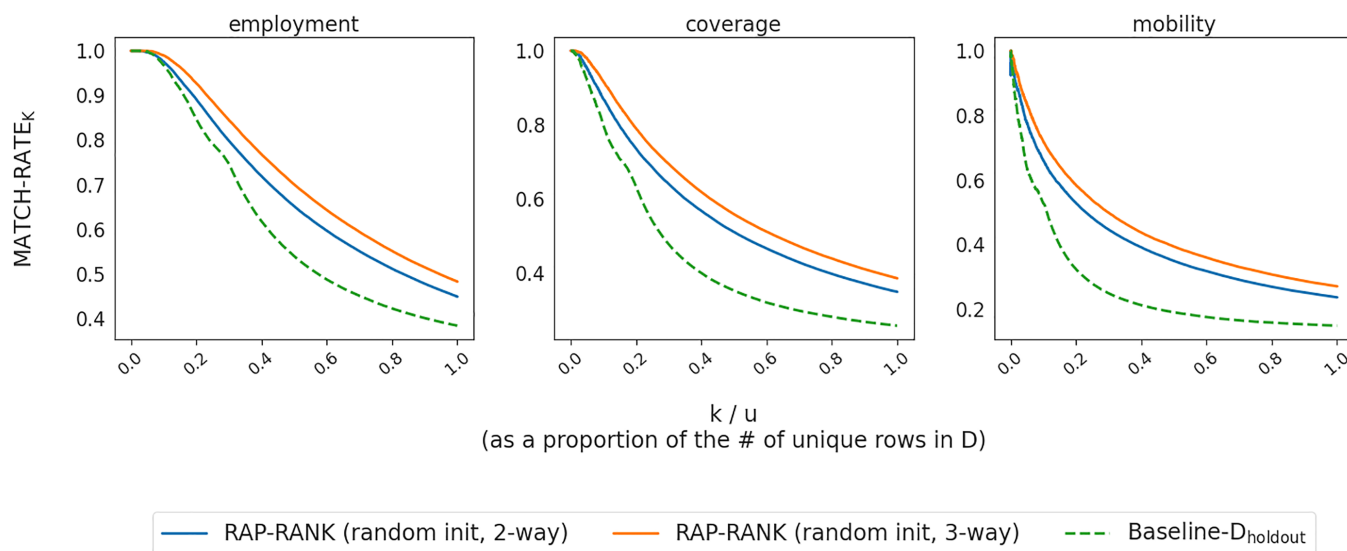 employment
coverage
mobility
MATCH-RATE_K
1.0
0.9
0.8
0.7
0.6
0.5
0.4
0.0 0.2 0.4 0.6 0.8 1.0
1.0
0.8
0.6
0.4
0.0 0.2 0.4 0.6 0.8 1.0
1.0
0.8
0.6
0.4
0.2
0.0 0.2 0.4 0.6 0.8 1.0
k / u
(as a proportion of the # of unique rows in D)
RAP-RANK (random init, 2-way)
RAP-RANK (random init, 3-way)
Baseline-D_holdout